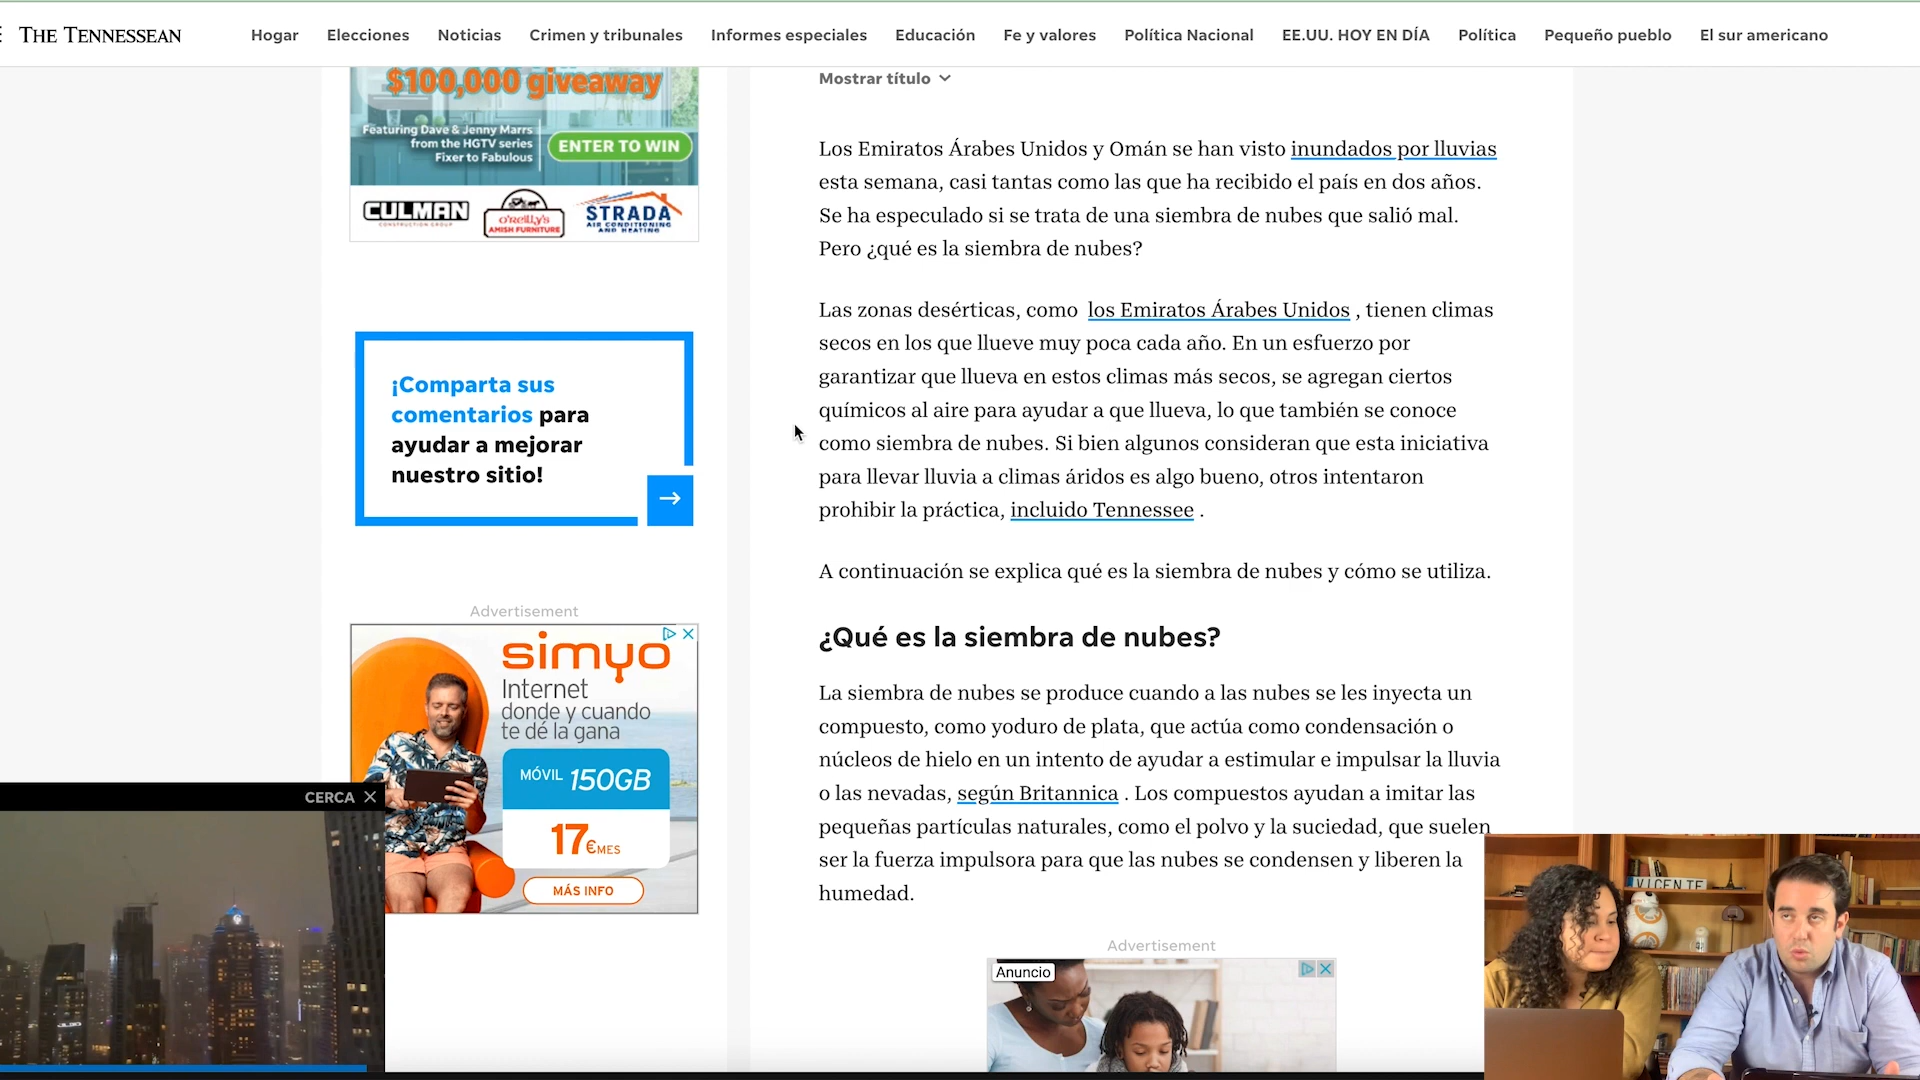 THE TENNESSEAN
Hogar
Elecciones
Noticias
Crimen y tribunales
Informes especiales
Educación
Fe y valores
Política Nacional
EE.UU. HOY EN DÍA
Política
Pequeño pueblo
El sur americano
$100,000 giveaway
Featuring Dave & Jenny Marrs
from the HGTV series
Fixer to Fabulous
ENTER TO WIN
CULMAN
CONSTRUCTION GROUP
O'Reilly's
AMISH FURNITURE
STRADA
AIR CONDITIONING
AND HEATING
¡Comparta sus
comentarios para
ayudar a mejorar
nuestro sitio!
Advertisement
simyo
Internet
donde y cuando
te dé la gana
MÓVIL 150GB
17€MES
MÁS INFO
CERCA
Mostrar título
Los Emiratos Árabes Unidos y Omán se han visto inundados por lluvias
esta semana, casi tantas como las que ha recibido el país en dos años.
Se ha especulado si se trata de una siembra de nubes que salió mal.
Pero ¿qué es la siembra de nubes?
Las zonas desérticas, como los Emiratos Árabes Unidos , tienen climas
secos en los que llueve muy poca cada año. En un esfuerzo por
garantizar que llueva en estos climas más secos, se agregan ciertos
químicos al aire para ayudar a que llueva, lo que también se conoce
como siembra de nubes. Si bien algunos consideran que esta iniciativa
para llevar lluvia a climas áridos es algo bueno, otros intentaron
prohibir la práctica, incluido Tennessee .
A continuación se explica qué es la siembra de nubes y cómo se utiliza.
¿Qué es la siembra de nubes?
La siembra de nubes se produce cuando a las nubes se les inyecta un
compuesto, como yoduro de plata, que actúa como condensación o
núcleos de hielo en un intento de ayudar a estimular e impulsar la lluvia
o las nevadas, según Britannica . Los compuestos ayudan a imitar las
pequeñas partículas naturales, como el polvo y la suciedad, que suelen
ser la fuerza impulsora para que las nubes se condensen y liberen la
humedad.
Advertisement
Anuncio
VICENTE